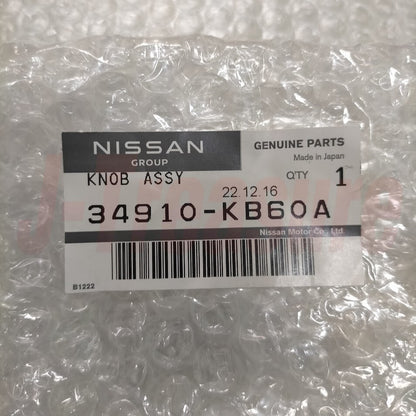 NISSAN
GROUP
GENUINE PARTS
Made in Japan
KNOB ASSY
Q'TY 1
22.12.16
34910-KB60A
Nissan Motor Co., Ltd.
B1222